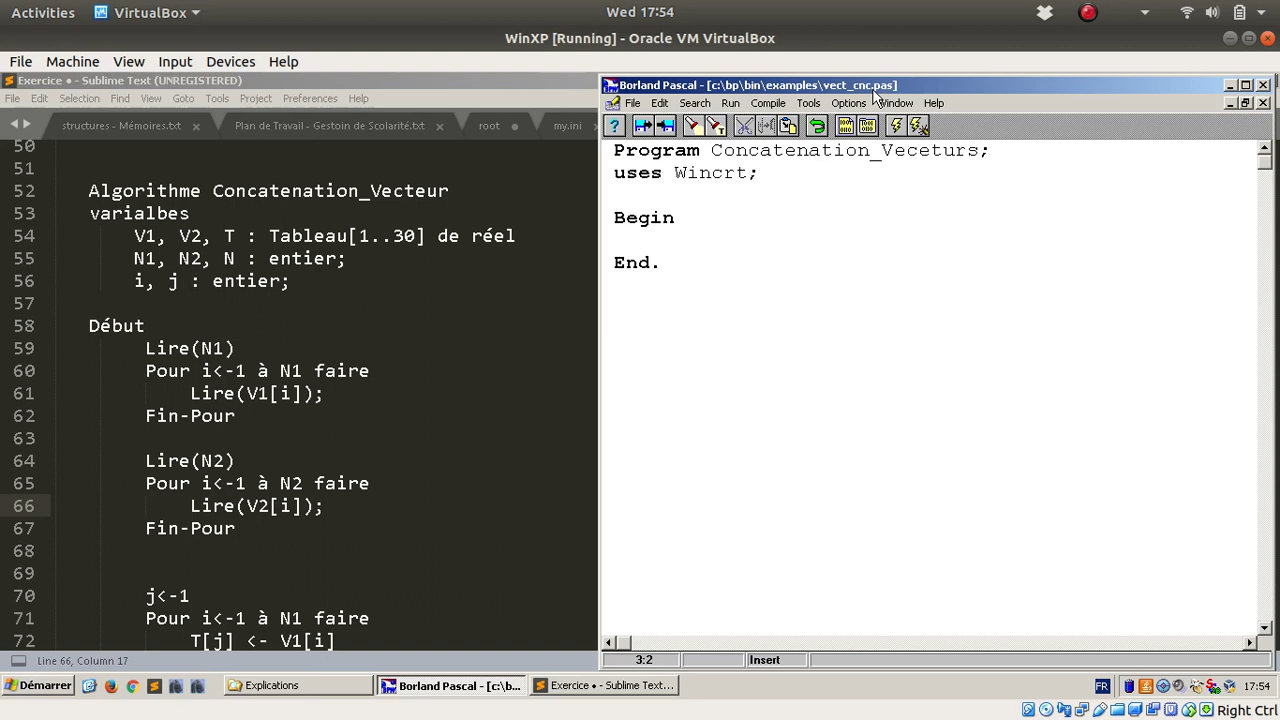 Activities VirtualBox Wed 17:54
WinXP [Running] - Oracle VM VirtualBox
File Machine View Input Devices Help
Exercice • - Sublime Text (UNREGISTERED)
File Edit Selection Find View Goto Tools Project Preferences Help
structures - Mémoires.txt × Plan de Travail - Gestoin de Scolarité.txt × root my.ini
50
51
52 Algorithme Concatenation_Vecteur
53 varialbes
54 V1, V2, T : Tableau[1..30] de réel
55 N1, N2, N : entier;
56 i, j : entier;
57
58 Début
59 Lire(N1)
60 Pour i<-1 à N1 faire
61 Lire(V1[i]);
62 Fin-Pour
63
64 Lire(N2)
65 Pour i<-1 à N2 faire
66 Lire(V2[i]);
67 Fin-Pour
68
69
70 j<-1
71 Pour i<-1 à N1 faire
72 T[j] <- V1[i]
Line 66, Column 17
Borland Pascal - [c:\bp\bin\examples\vect_cnc.pas]
File Edit Search Run Compile Tools Options Window Help
Program Concatenation_Veceturs;
uses Wincrt;
Begin
End.
3:2 Insert
Démarrer Explications Borland Pascal - [c:\b... Exercice • - Sublime Text... FR 17:54
Right Ctrl